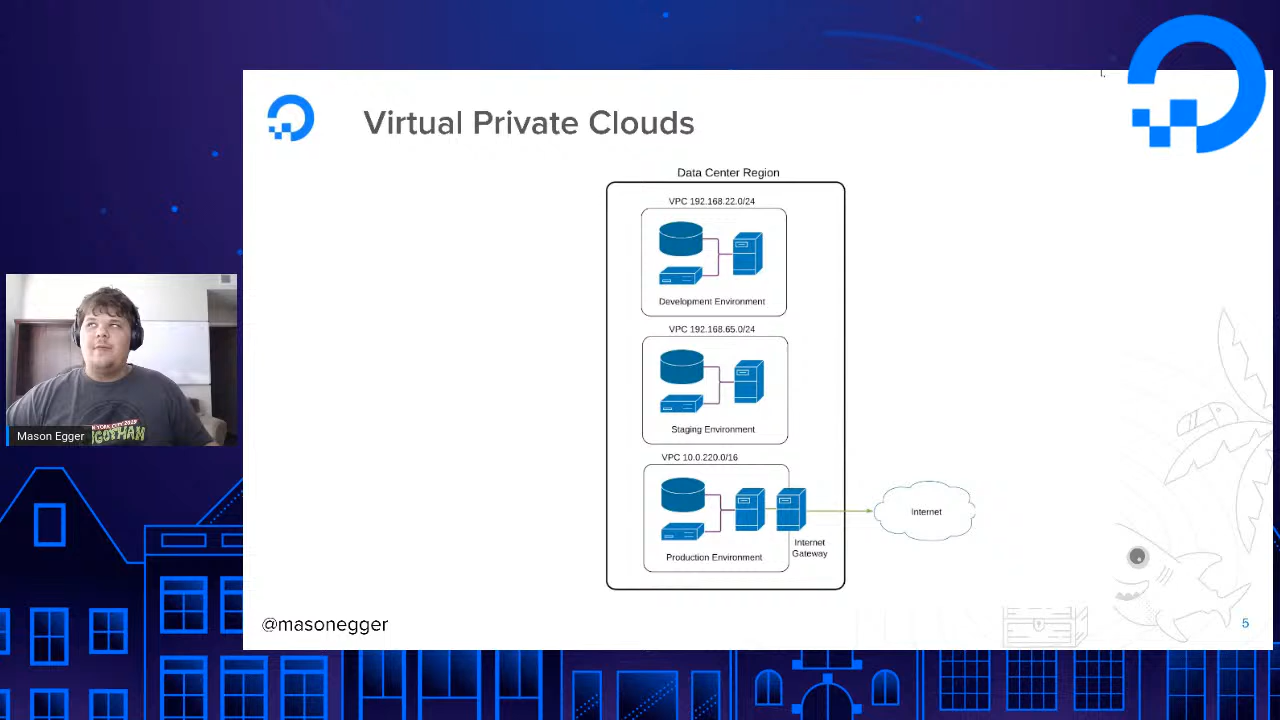 Virtual Private Clouds
Data Center Region
VPC 192.168.22.0/24
Development Environment
VPC 192.168.65.0/24
Staging Environment
VPC 10.0.220.0/16
Internet
Internet
Gateway
Production Environment
Mason Egger
@masonegger
5